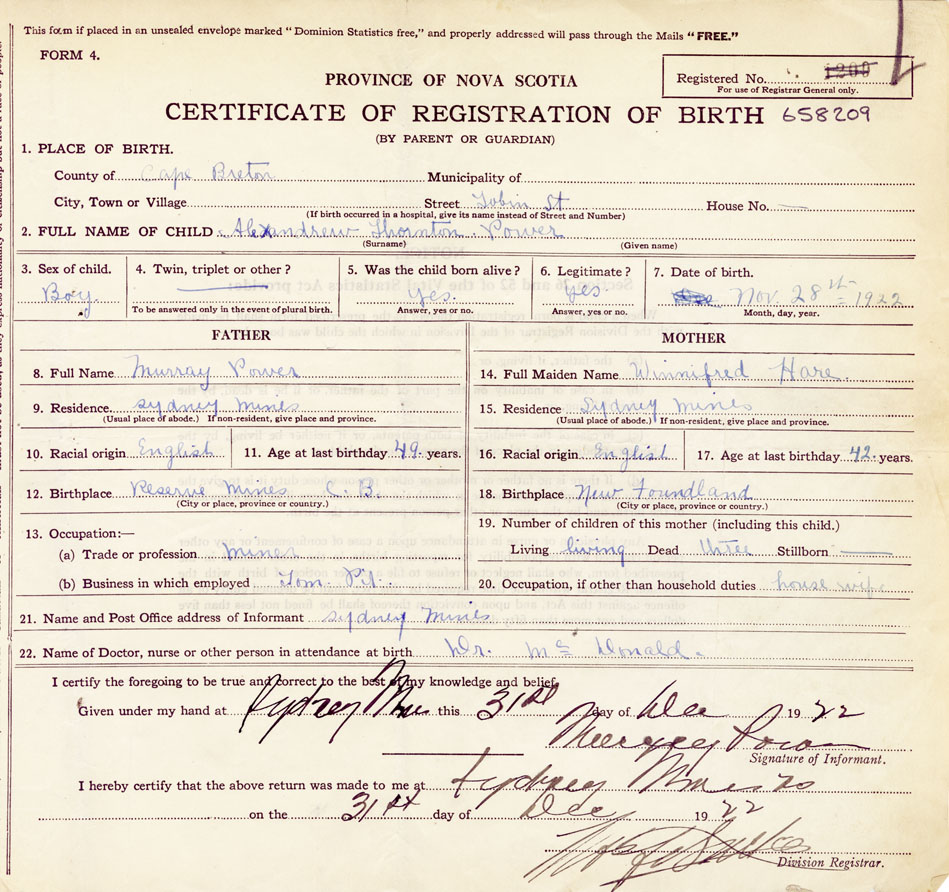 This form if placed in an unsealed envelope marked "Dominion Statistics free," and properly addressed will pass through the Mails "FREE."
FORM 4.
Registered No. 1200
For use of Registrar General only.
PROVINCE OF NOVA SCOTIA
CERTIFICATE OF REGISTRATION OF BIRTH 658209
(BY PARENT OR GUARDIAN)
1. PLACE OF BIRTH.
County of Cape Breton Municipality of
City, Town or Village Street Tobin St House No. —
(If birth occurred in a hospital, give its name instead of Street and Number)
2. FULL NAME OF CHILD Alexandrew Thornton Power
(Surname) (Given name)
3. Sex of child. 4. Twin, triplet or other? 5. Was the child born alive? 6. Legitimate? 7. Date of birth.
Boy. — Yes. Yes Nov. 28st 1922
To be answered only in the event of plural birth. Answer, yes or no. Answer, yes or no. Month, day, year.
FATHER MOTHER
8. Full Name Murray Power 14. Full Maiden Name Winnifred Hare.
9. Residence. Sydney Mines 15. Residence Sydney Mines
(Usual place of abode.) If non-resident, give place and province. (Usual place of abode.) If non-resident, give place and province.
10. Racial origin English 11. Age at last birthday 49. years. 16. Racial origin English 17. Age at last birthday 42. years.
12. Birthplace Reserve Mines C. B. 18. Birthplace New Foundland
(City or place, province or country.) (City or place, province or country.)
13. Occupation:— 19. Number of children of this mother (including this child.)
(a) Trade or profession Miner Living living Dead three Stillborn —
(b) Business in which employed Tom Pit. 20. Occupation, if other than household duties house wife
21. Name and Post Office address of Informant Sydney Mines
22. Name of Doctor, nurse or other person in attendance at birth Dr. Mc Donald.
I certify the foregoing to be true and correct to the best of my knowledge and belief.
Given under my hand at Sydney Mines this 31st day of Dec 1922
Murray Power
Signature of Informant.
I hereby certify that the above return was made to me at Sydney Mines
on the 31st day of Dec 1922
Division Registrar.